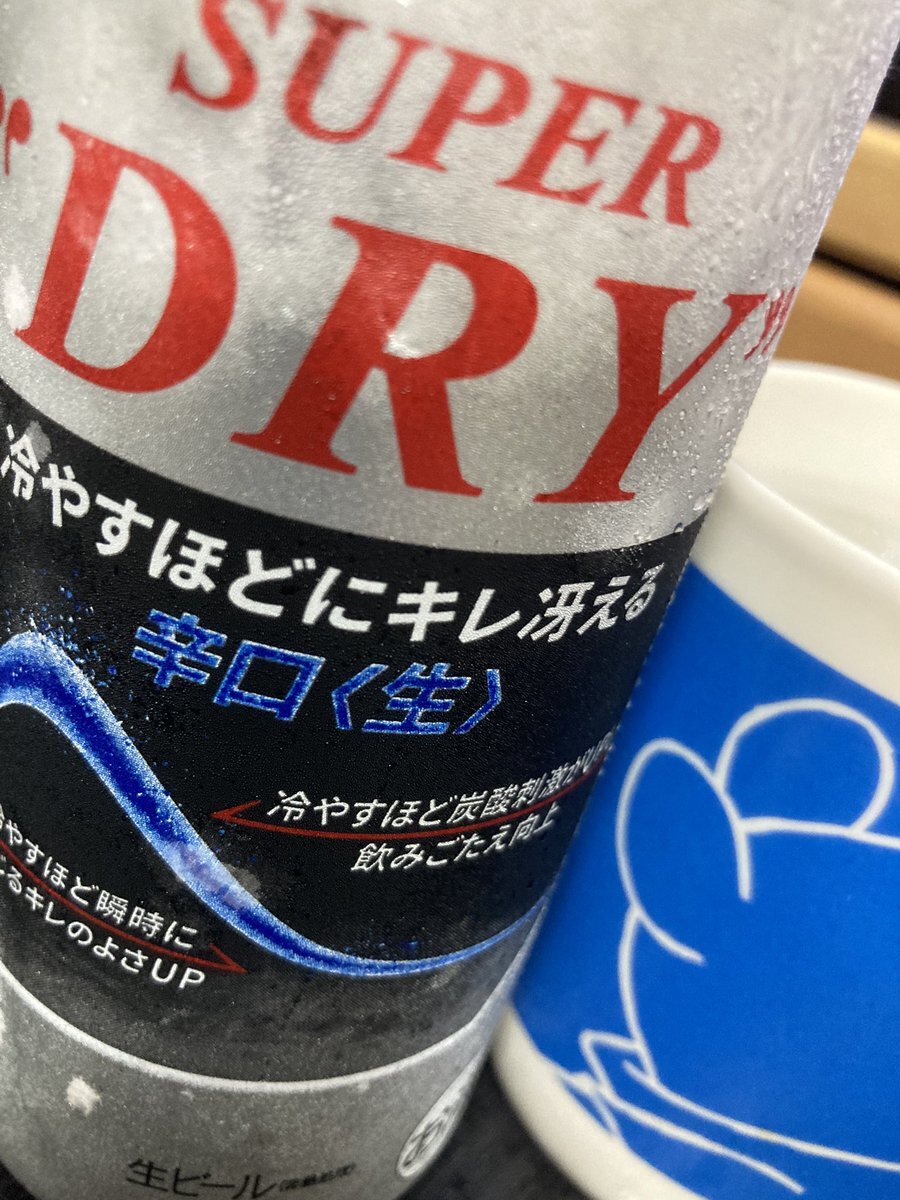 SUPER
"DRY"
冷やすほどにキレ冴える
辛口〈生〉
冷やすほど炭酸刺激が
飲みごたえ向上
冷やすほど瞬時に
るキレのよさUP
生ビール